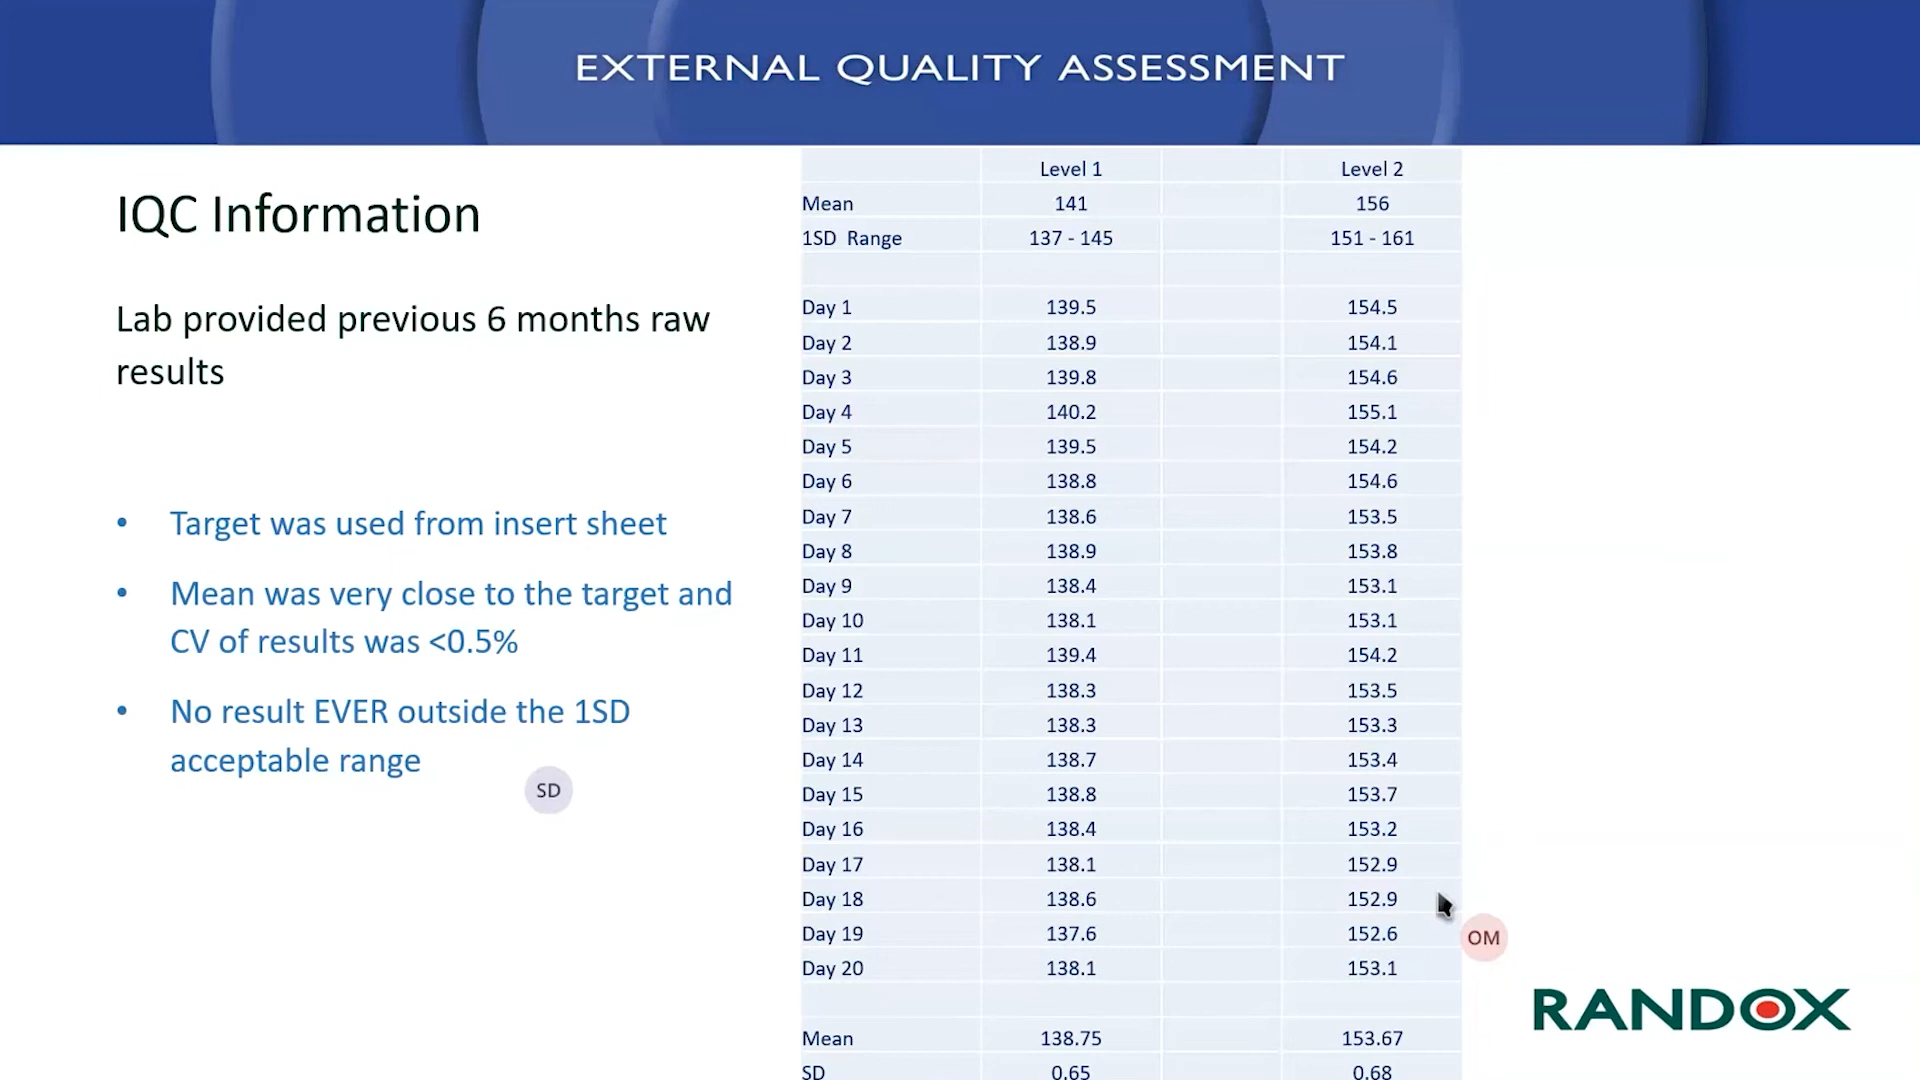 EXTERNAL QUALITY ASSESSMENT
IQC Information
Lab provided previous 6 months raw
results
• Target was used from insert sheet
• Mean was very close to the target and
CV of results was <0.5%
• No result EVER outside the 1SD
acceptable range
SD
Level 1 Level 2
Mean 141 156
1SD Range 137 - 145 151 - 161
Day 1 139.5 154.5
Day 2 138.9 154.1
Day 3 139.8 154.6
Day 4 140.2 155.1
Day 5 139.5 154.2
Day 6 138.8 154.6
Day 7 138.6 153.5
Day 8 138.9 153.8
Day 9 138.4 153.1
Day 10 138.1 153.1
Day 11 139.4 154.2
Day 12 138.3 153.5
Day 13 138.3 153.3
Day 14 138.7 153.4
Day 15 138.8 153.7
Day 16 138.4 153.2
Day 17 138.1 152.9
Day 18 138.6 152.9
Day 19 137.6 152.6
Day 20 138.1 153.1
Mean 138.75 153.67
SD 0.65 0.68
OM
RANDOX